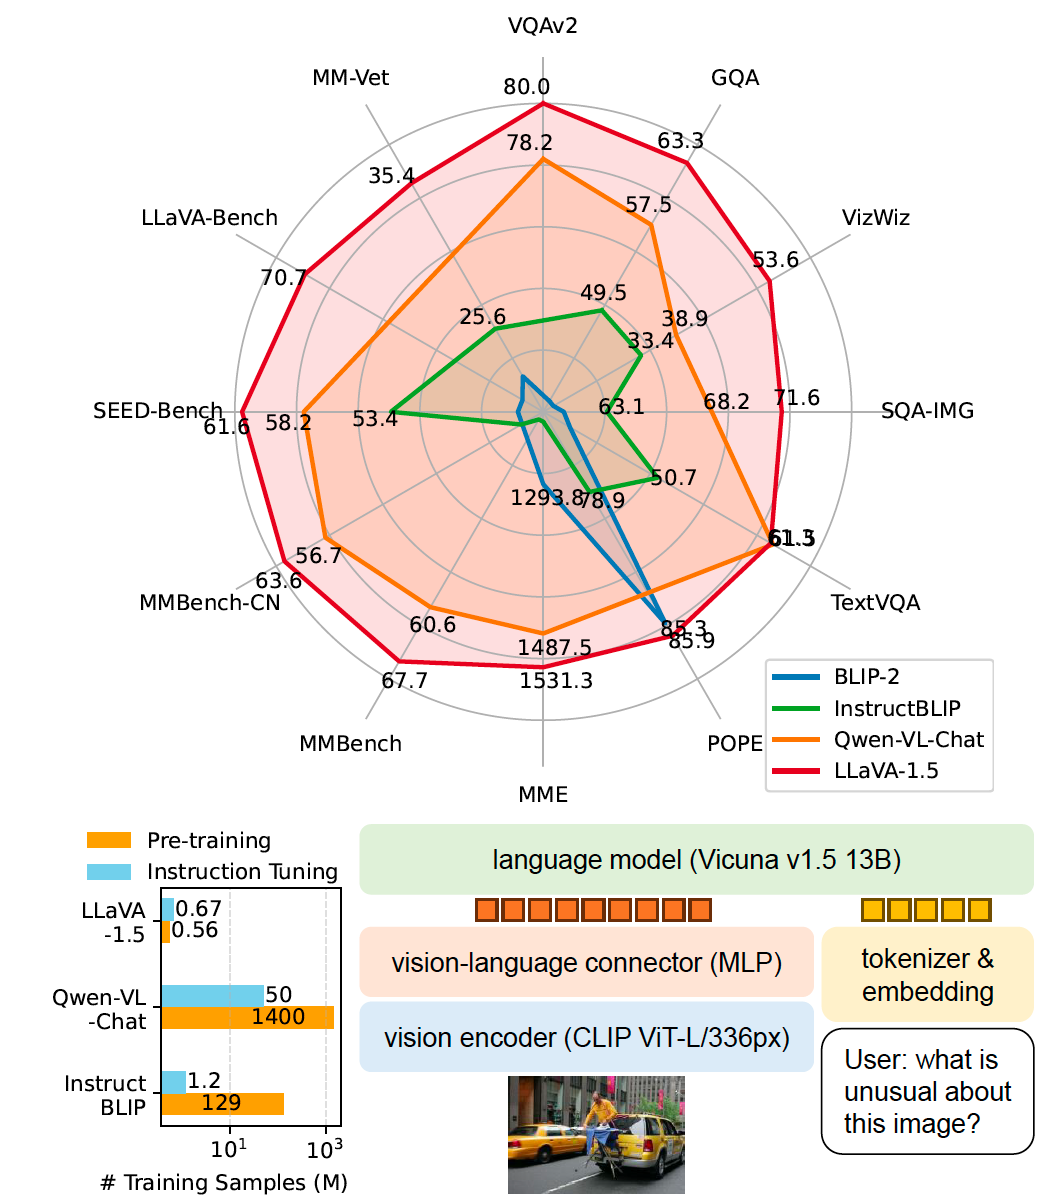 VQAv2
MM-Vet
GQA
80.0
78.2
63.3
35.4
57.5
LLaVA-Bench
VizWiz
70.7
53.6
49.5
25.6
38.9
33.4
SEED-Bench
61.6
58.2
53.4
63.1
68.2
71.6
SQA-IMG
50.7
1293.8
78.9
61.3
56.7
63.6
MMBench-CN
TextVQA
60.6
85.3
85.9
1487.5
67.7
1531.3
MMBench
POPE
MME
BLIP-2
InstructBLIP
Qwen-VL-Chat
LLaVA-1.5
Pre-training
Instruction Tuning
LLaVA
-1.5
0.67
0.56
Qwen-VL
-Chat
50
1400
Instruct
BLIP
1.2
129
10¹
10³
# Training Samples (M)
language model (Vicuna v1.5 13B)
vision-language connector (MLP)
tokenizer &
embedding
vision encoder (CLIP ViT-L/336px)
User: what is
unusual about
this image?